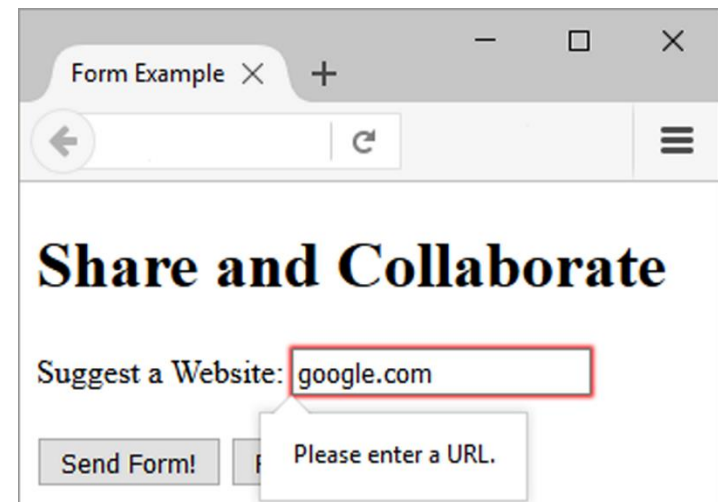 Form Example
Share and Collaborate
Suggest a Website: google.com
Send Form!
Please enter a URL.